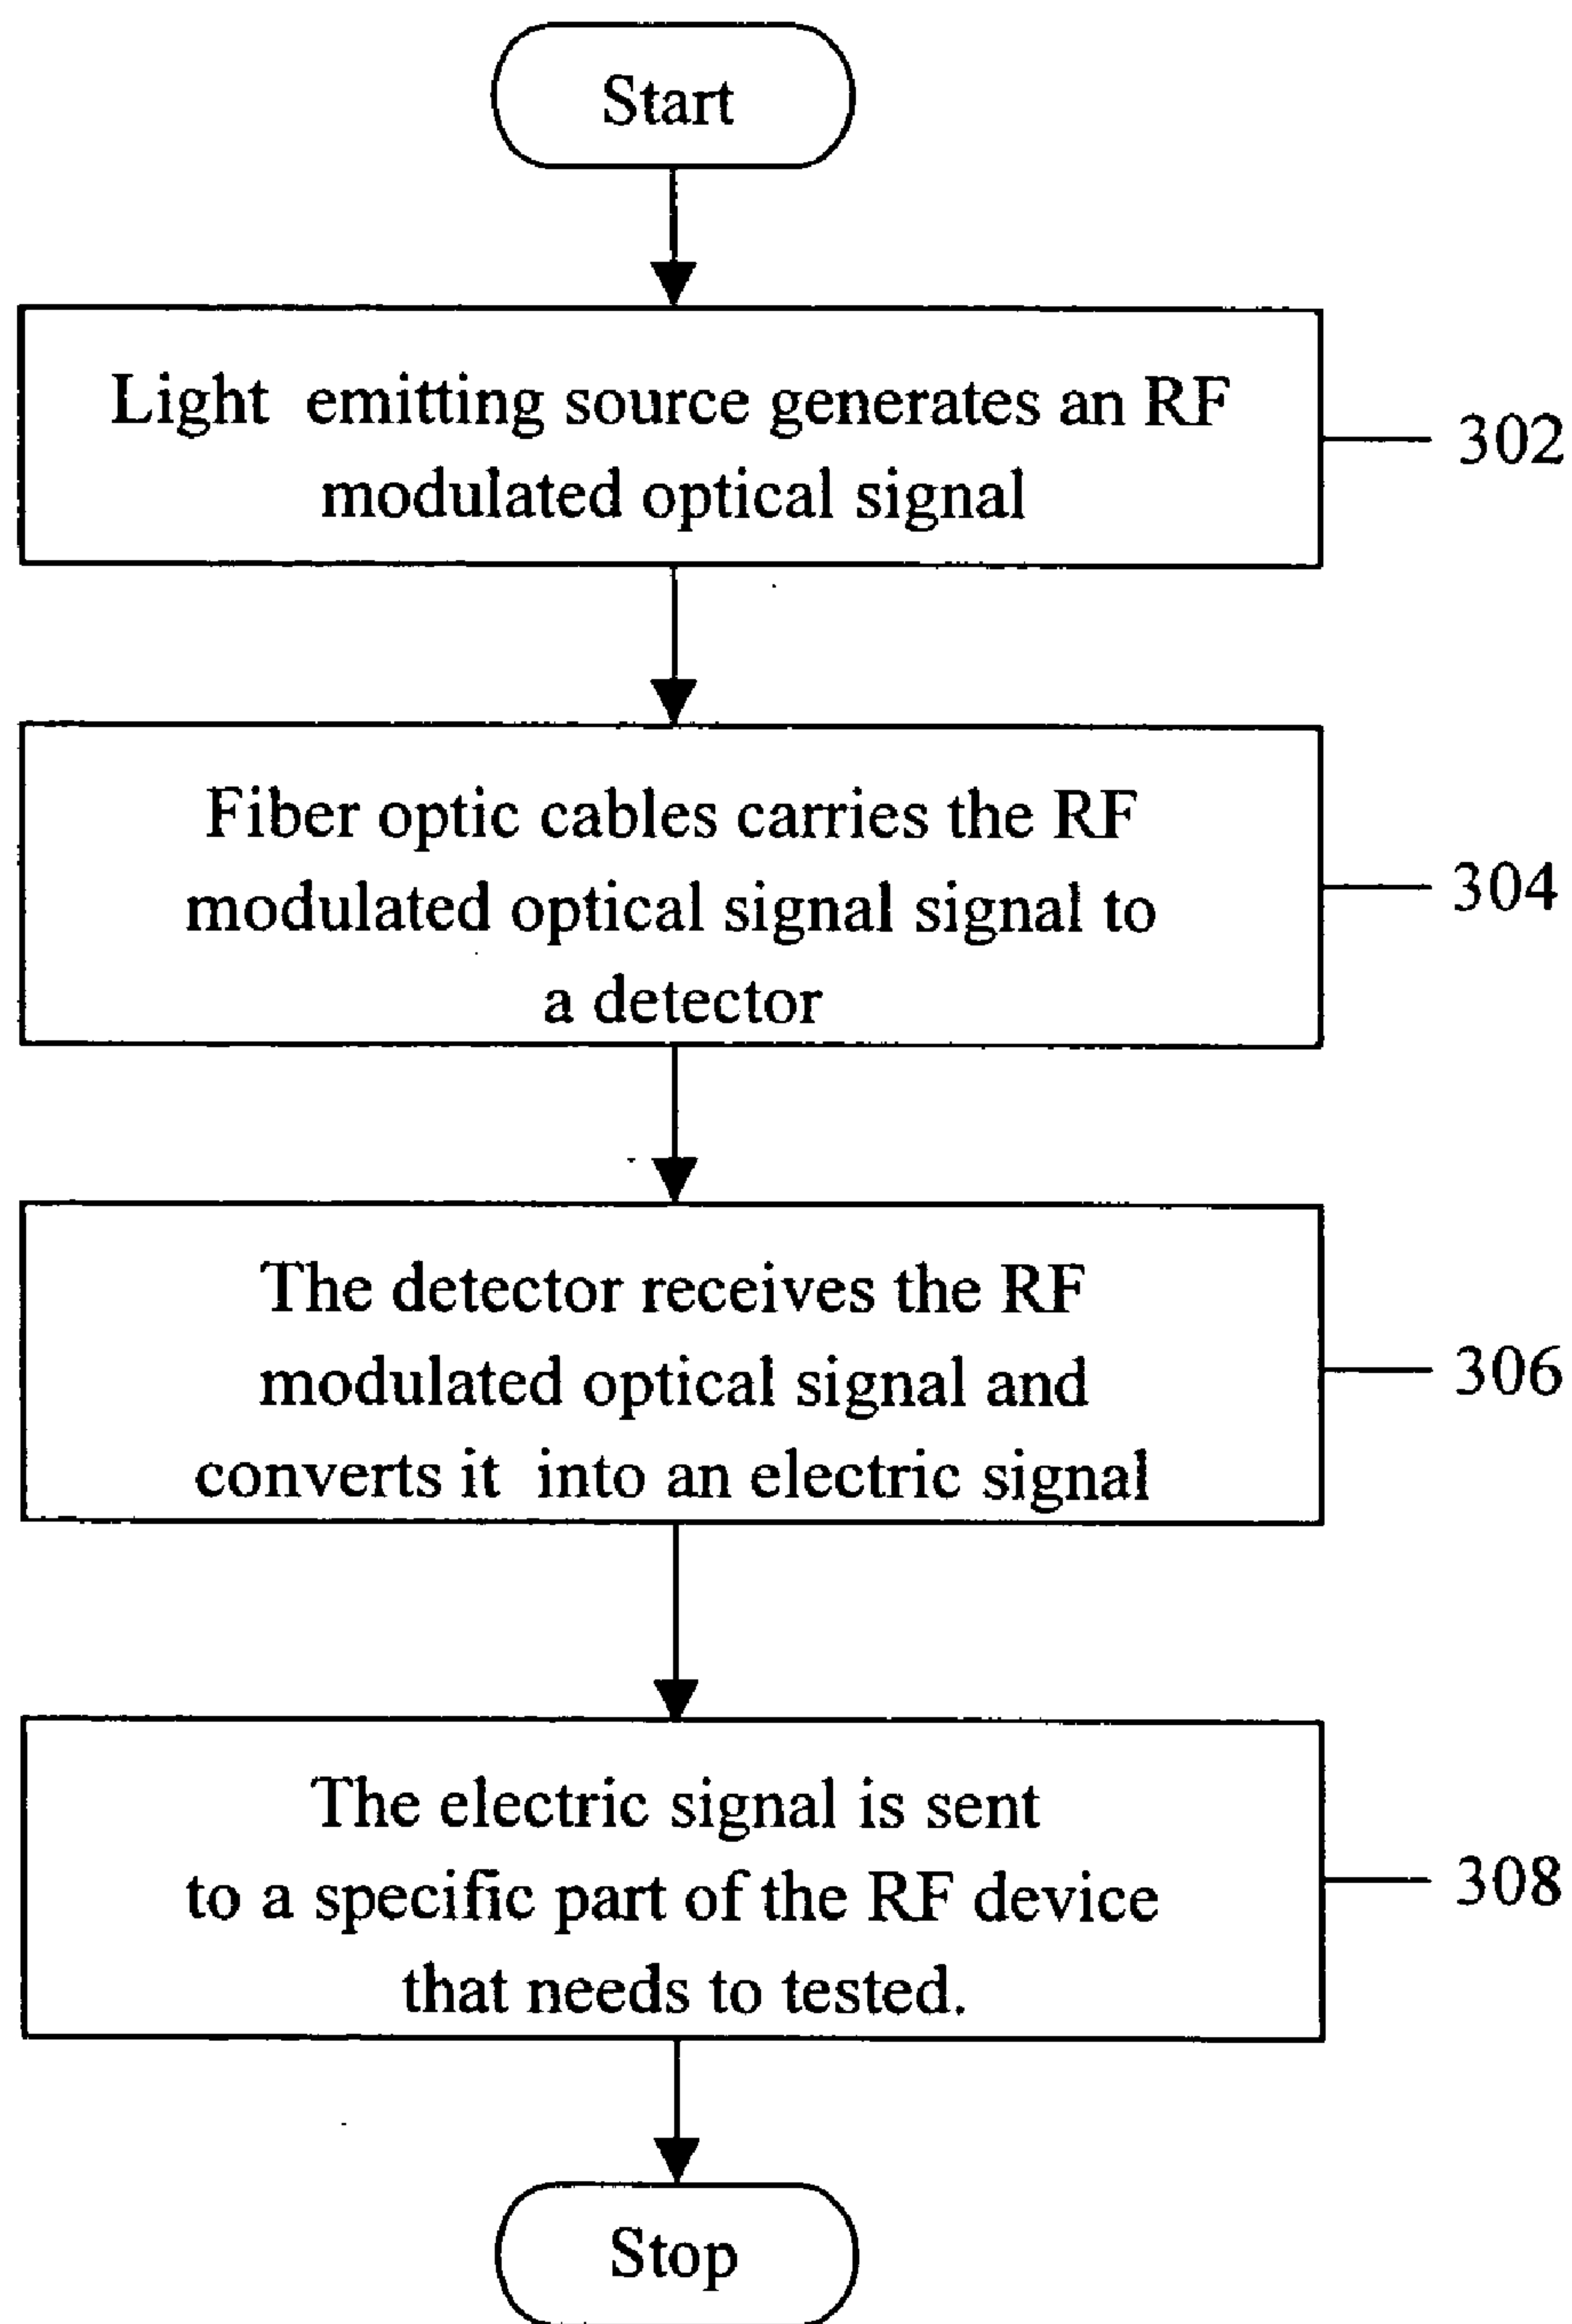 Start
Light emitting source generates an RF
modulated optical signal
302
Fiber optic cables carries the RF
modulated optical signal signal to
a detector
304
The detector receives the RF
modulated optical signal and
converts it into an electric signal
306
The electric signal is sent
to a specific part of the RF device
that needs to tested.
308
Stop